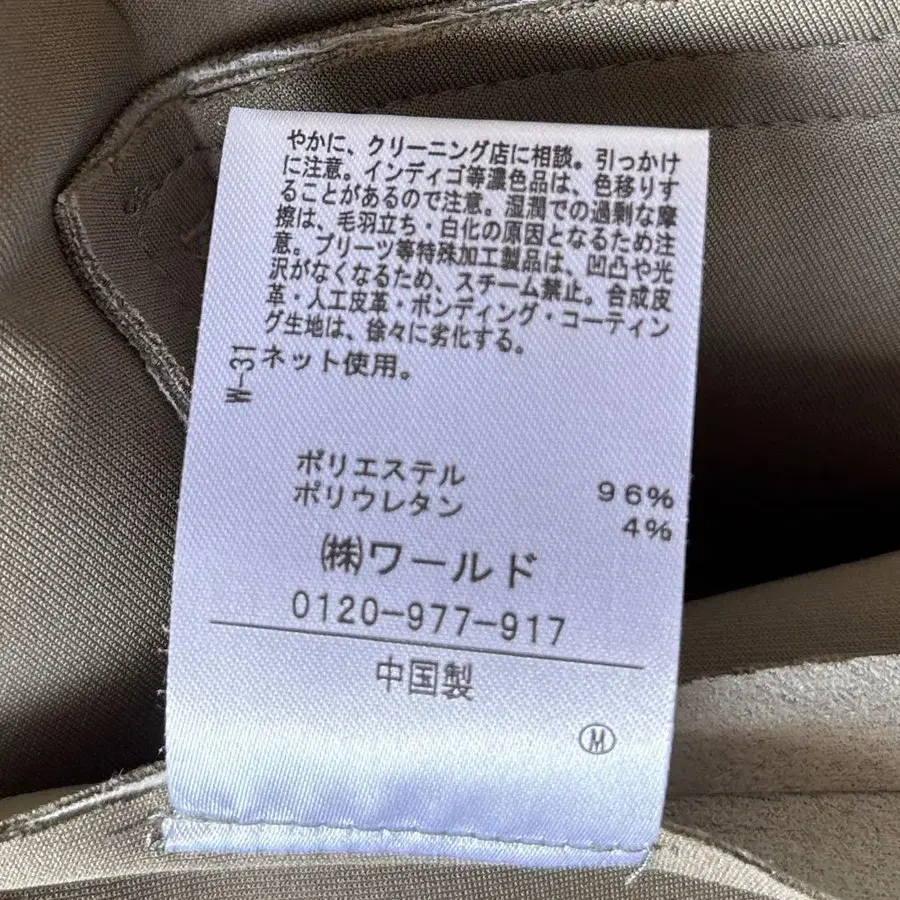 やかに、クリーニング店に相談。引っかけ
に注意。インディゴ等濃色品は、色移りす
ることがあるので注意。湿潤での過剰な摩
擦は、毛羽立ち・白化の原因となるため注
意。プリーツ等特殊加工製品は、凹凸や光
沢がなくなるため、スチーム禁止。合成皮
革・人工皮革・ボンディング・コーティン
グ生地は、徐々に劣化する。
ネット使用。
W-31
ポリエステル 96%
ポリウレタン 4%
㈱ワールド
0120-977-917
中国製
Ⓜ